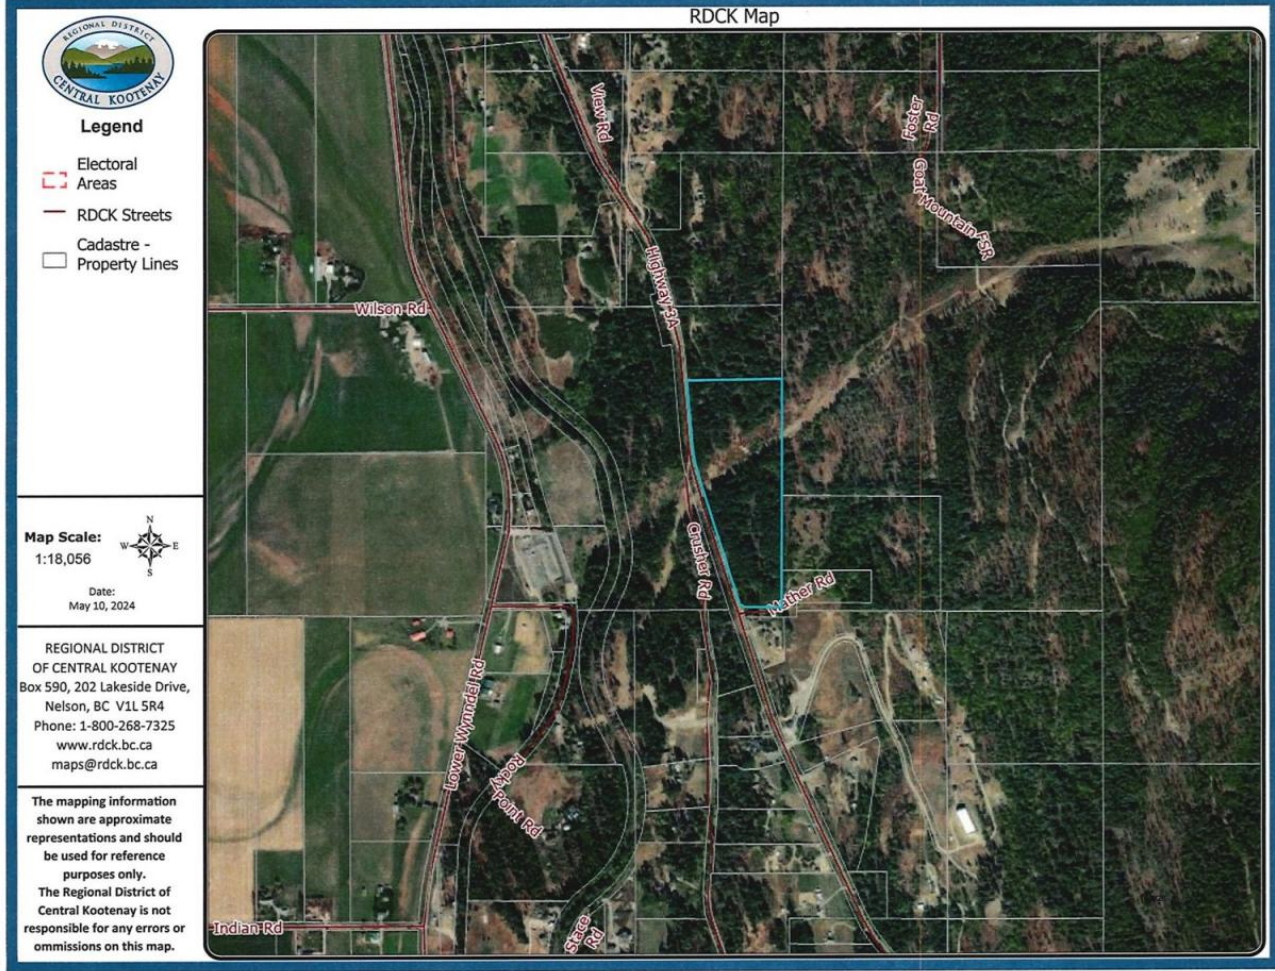 RDCK Map
REGIONAL DISTRICT
CENTRAL KOOTENAY
Legend
Electoral
Areas
RDCK Streets
Cadastre -
Property Lines
Map Scale:
1:18,056
N
W
E
S
Date:
May 10, 2024
REGIONAL DISTRICT
OF CENTRAL KOOTENAY
Box 590, 202 Lakeside Drive,
Nelson, BC V1L 5R4
Phone: 1-800-268-7325
www.rdck.bc.ca
maps@rdck.bc.ca
The mapping information
shown are approximate
representations and should
be used for reference
purposes only.
The Regional District of
Central Kootenay is not
responsible for any errors or
ommissions on this map.
View Rd
Foster
Rd
Goat Mountain FSR
Highway 3A
Wilson Rd
Crusher Rd
Mather Rd
Lower Wynndel Rd
Rocky Point Rd
Indian Rd
Stace
Rd